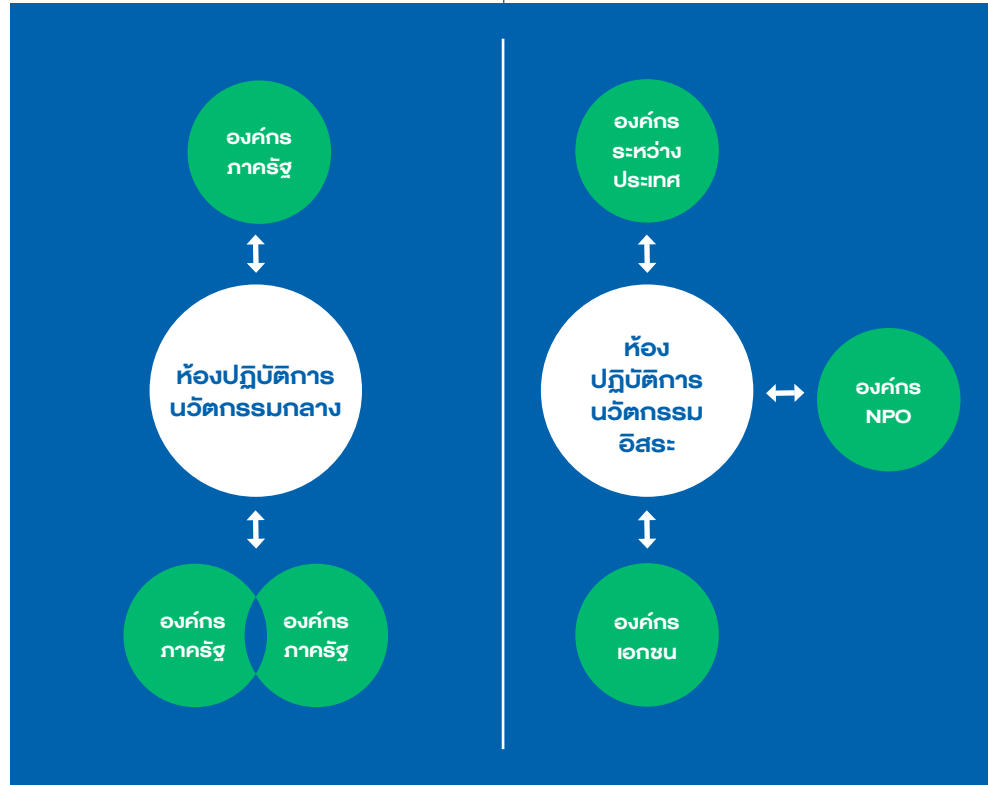 องค์กร
ภาครัฐ
ห้องปฏิบัติการ
นวัตกรรมกลาง
องค์กร
ภาครัฐ
องค์กร
ภาครัฐ
องค์กร
ระหว่าง
ประเทศ
ห้อง
ปฏิบัติการ
นวัตกรรม
อิสระ
องค์กร
NPO
องค์กร
เอกชน